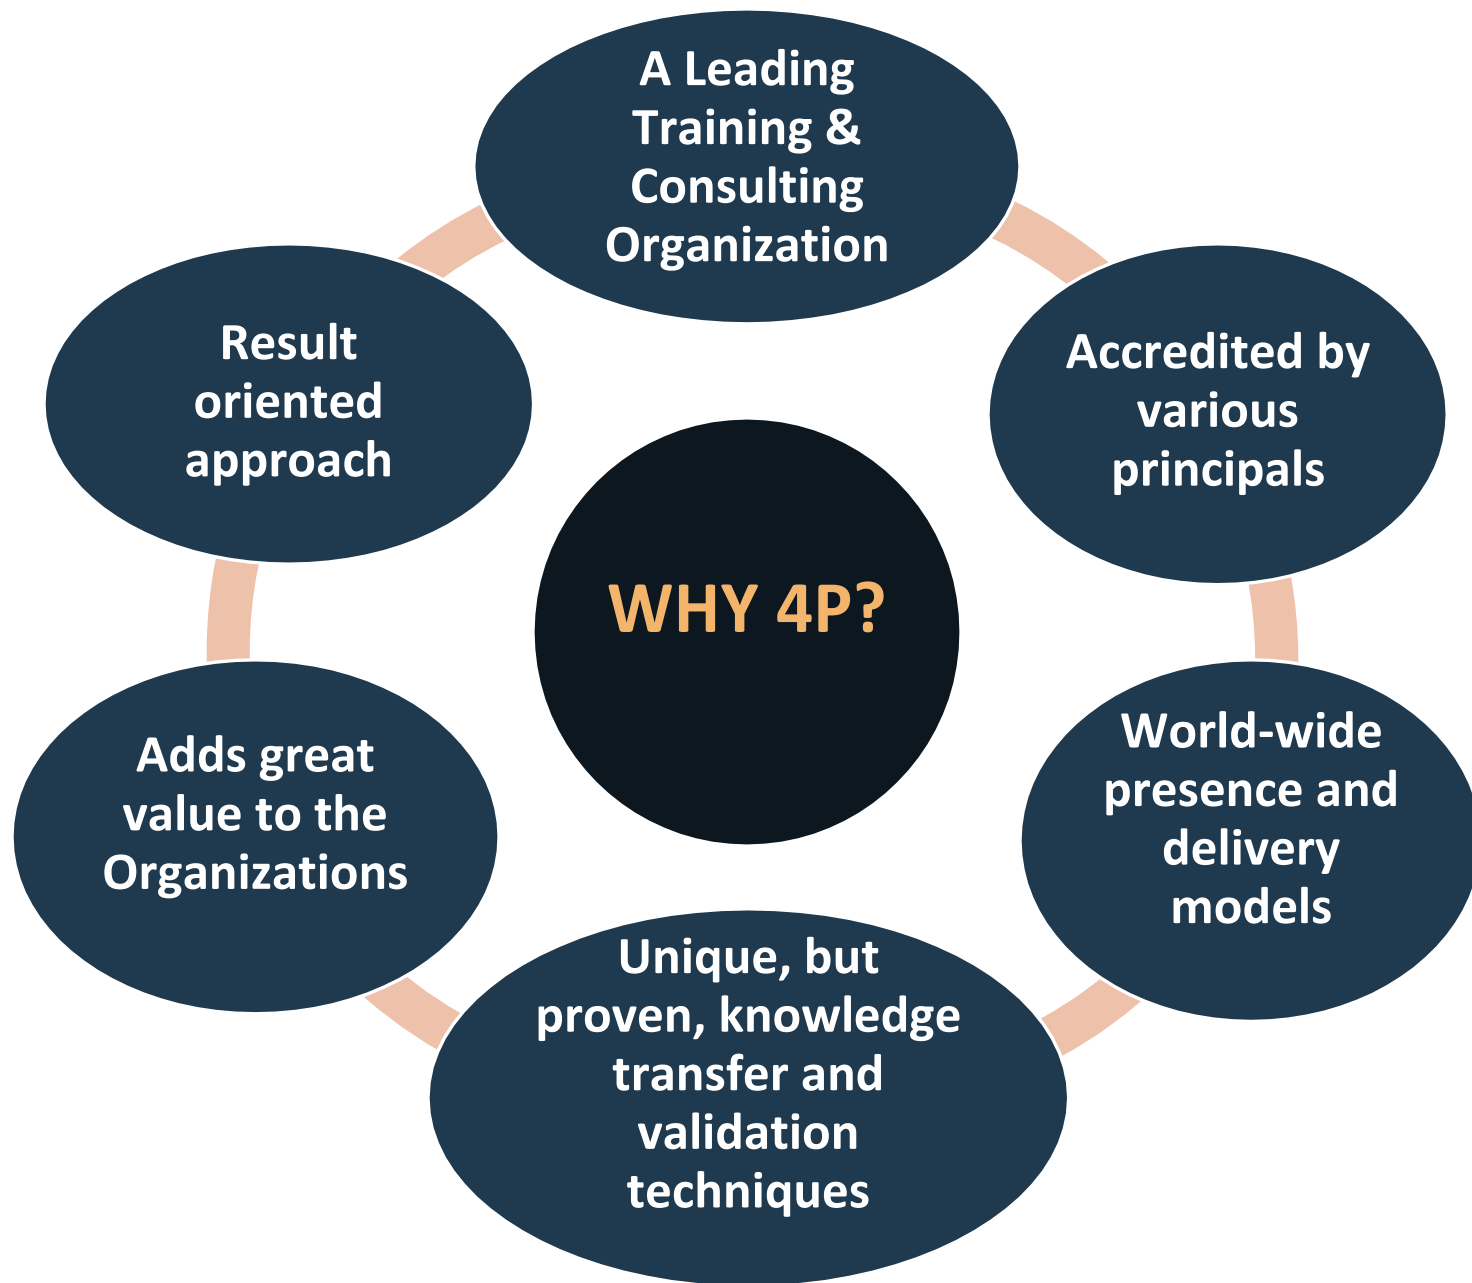 A Leading
Training &
Consulting
Organization
Accredited by
various
principals
World-wide
presence and
delivery
models
Unique, but
proven, knowledge
transfer and
validation
techniques
Adds great
value to the
Organizations
Result
oriented
approach
WHY 4P?